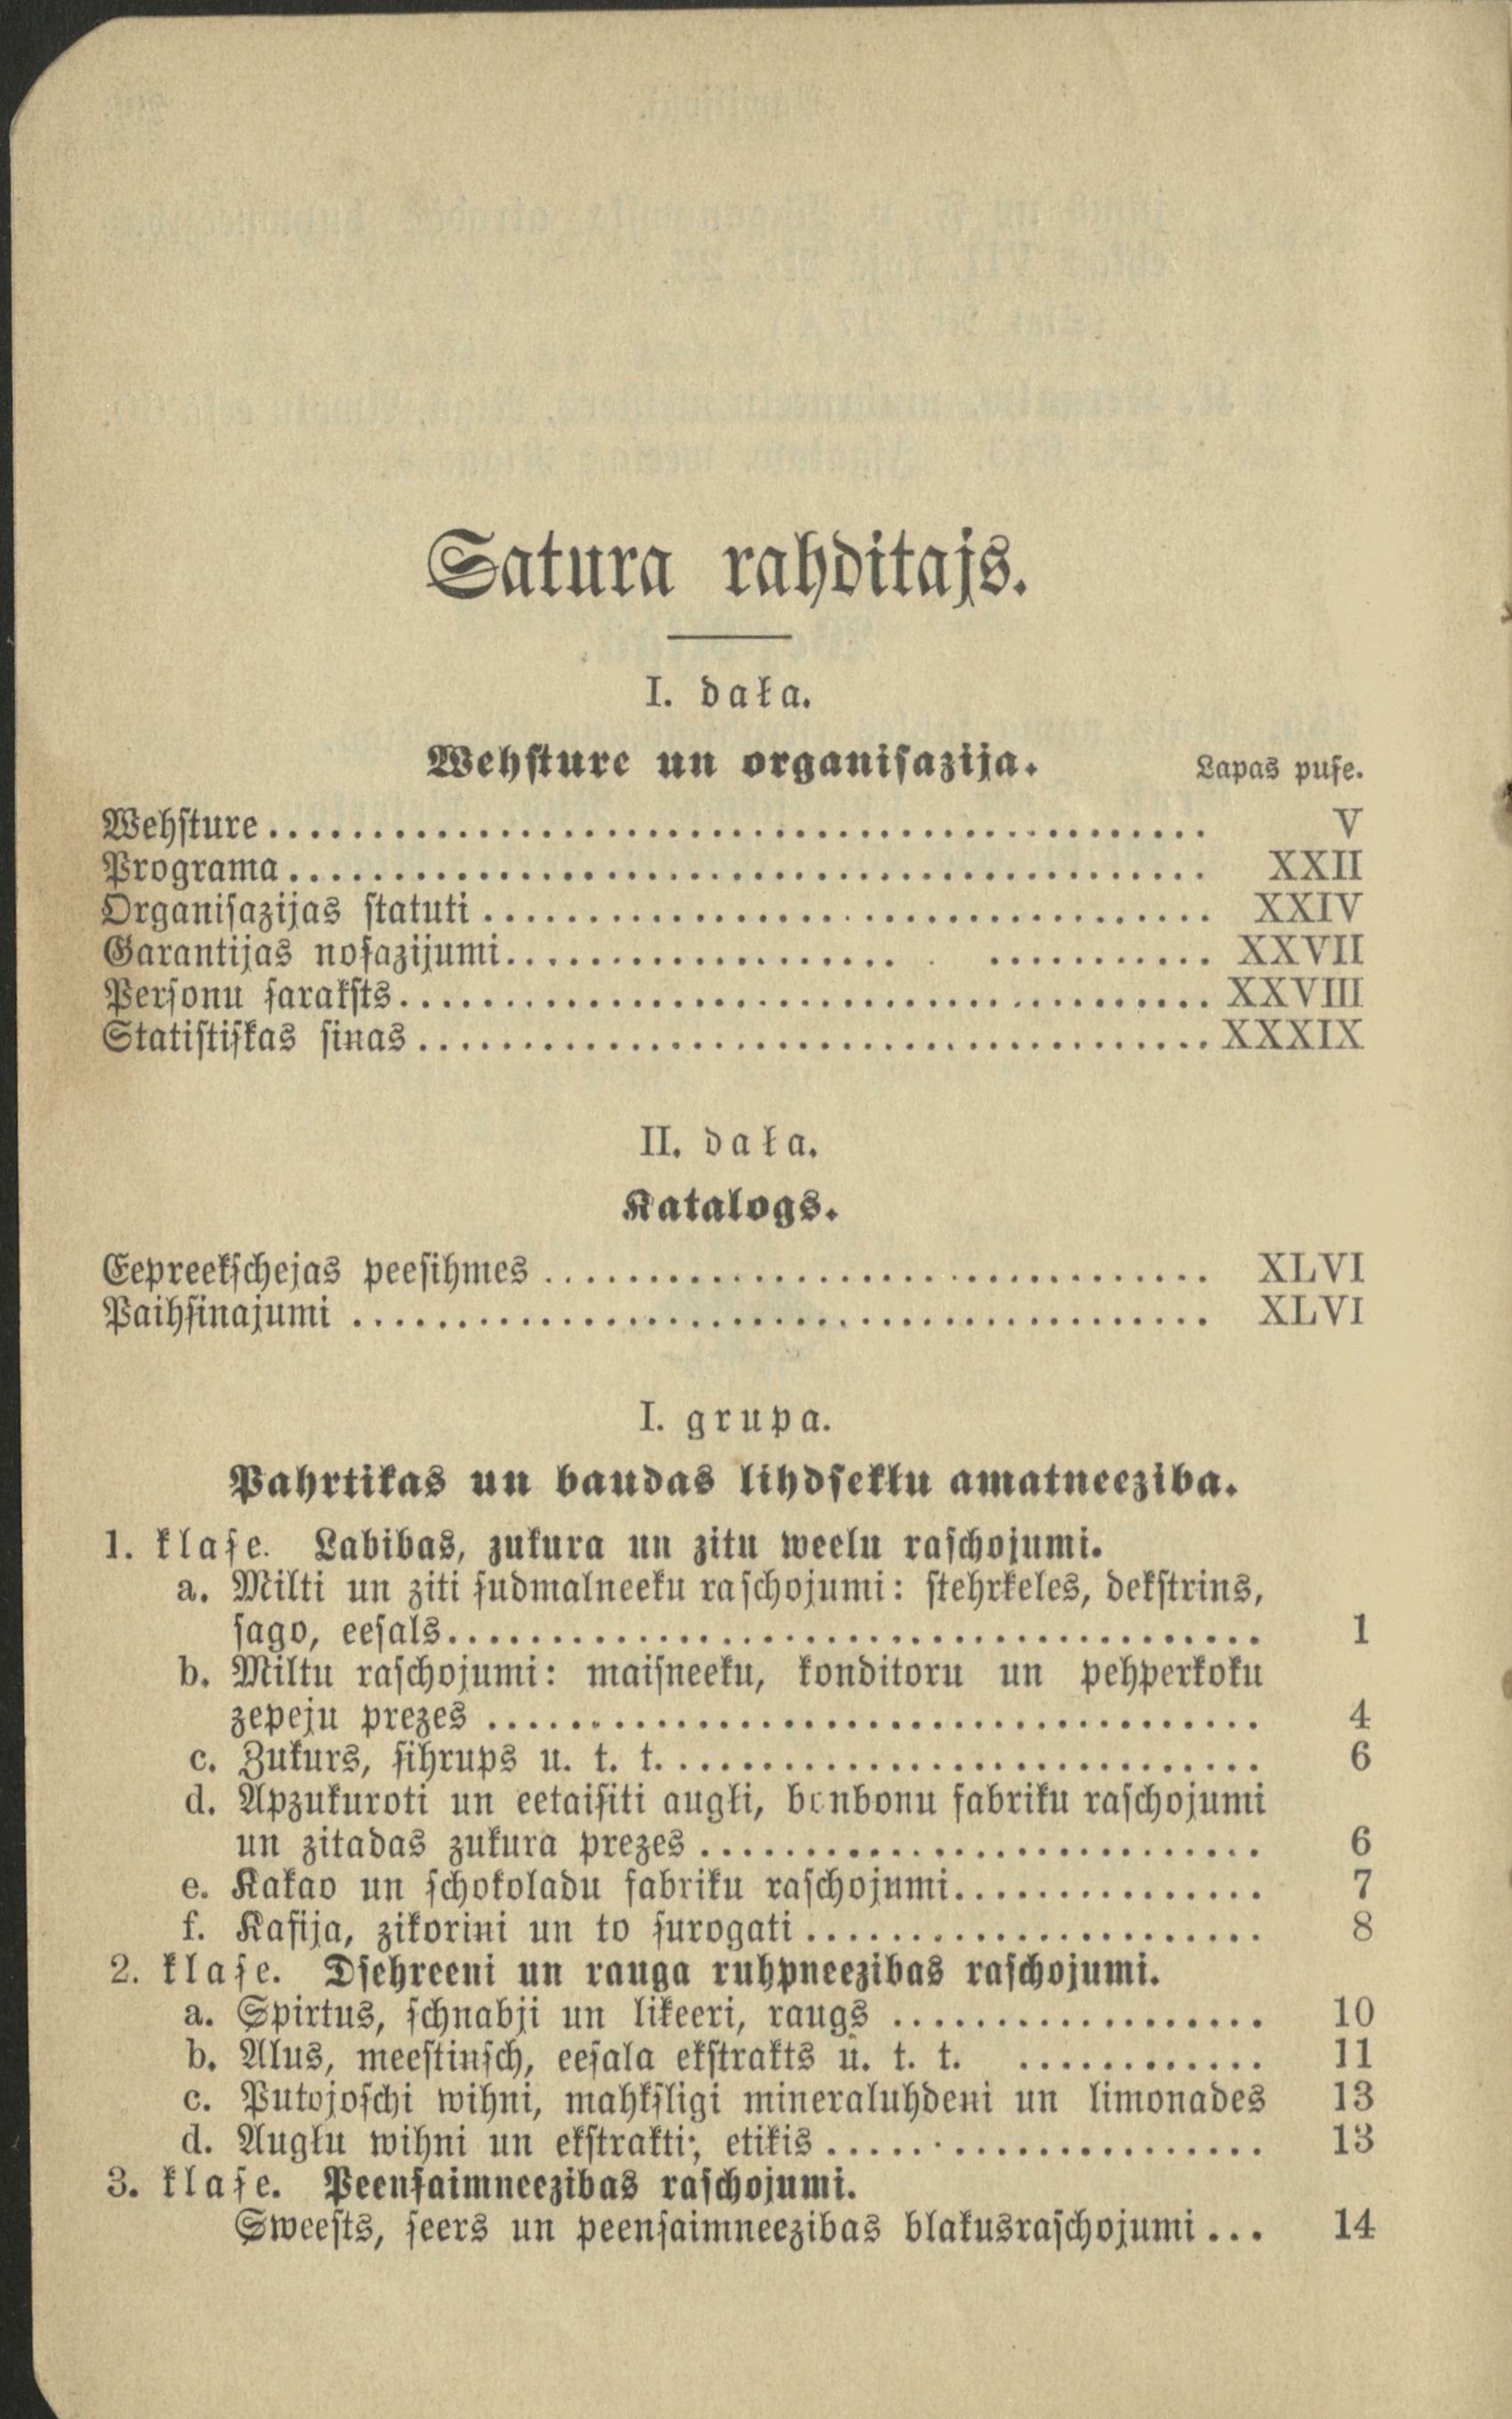 Satura rahditajs.
I. daļa.
Wehsture un organisazija. Lapas puse.
Wehsture........................................ V
Programa........................................ XXII
Organisazijas statuti................................ XXIV
Garantijas nosazijumi.............................. XXVII
Personu saraksts.................................. XXVIII
Statistiskas sinas.................................. XXXIX
II. daļa.
Katalogs.
Eepreekschejas peesihmes............................ XLVI
Paihsinajumi...................................... XLVI
I. grupa.
Pahrtikas un baudas lihdseklu amatneeziba.
1. klase. Labibas, zukura un zitu weelu raschojumi.
a. Milti un ziti sudmalneeku raschojumi: stehrkeles, dekstrins,
sago, eesals.................................... 1
b. Miltu raschojumi: maisneeku, konditoru un pehperkoku
zepeju prezes.................................. 4
c. Zukurs, sihrups u. t. t............................ 6
d. Apzukuroti un eetaisiti augļi, bonbonu fabriku raschojumi
un zitadas zukura prezes........................ 6
e. Kakao un schokoladu fabriku raschojumi............... 7
f. Kafija, zikorini un to surogati...................... 8
2. klase. Dsehreeni un rauga ruhpneezibas raschojumi.
a. Spirtus, schnabji un likeeri, raugs.................. 10
b. Alus, meestinsch, eesala ekstrakts u. t. t. ............ 11
c. Putojoschi wihni, mahksligi mineraluhdeni un limonades 13
d. Augļu wihni un ekstrakti; etikis.................... 13
3. klase. Peensaimneezibas raschojumi.
Sweests, seers un peensaimneezibas blakusraschojumi... 14